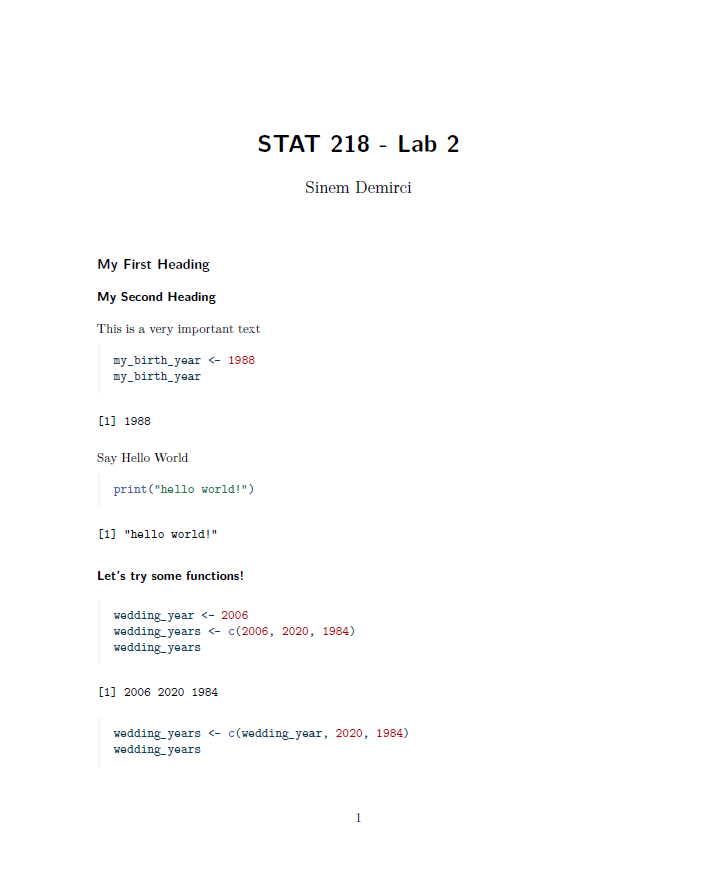 STAT 218 - Lab 2
Sinem Demirci
My First Heading
My Second Heading
This is a very important text
my_birth_year <- 1988
my_birth_year
[1] 1988
Say Hello World
print("hello world!")
[1] "hello world!"
Let's try some functions!
wedding_year <- 2006
wedding_years <- c(2006, 2020, 1984)
wedding_years
[1] 2006 2020 1984
wedding_years <- c(wedding_year, 2020, 1984)
wedding_years
1